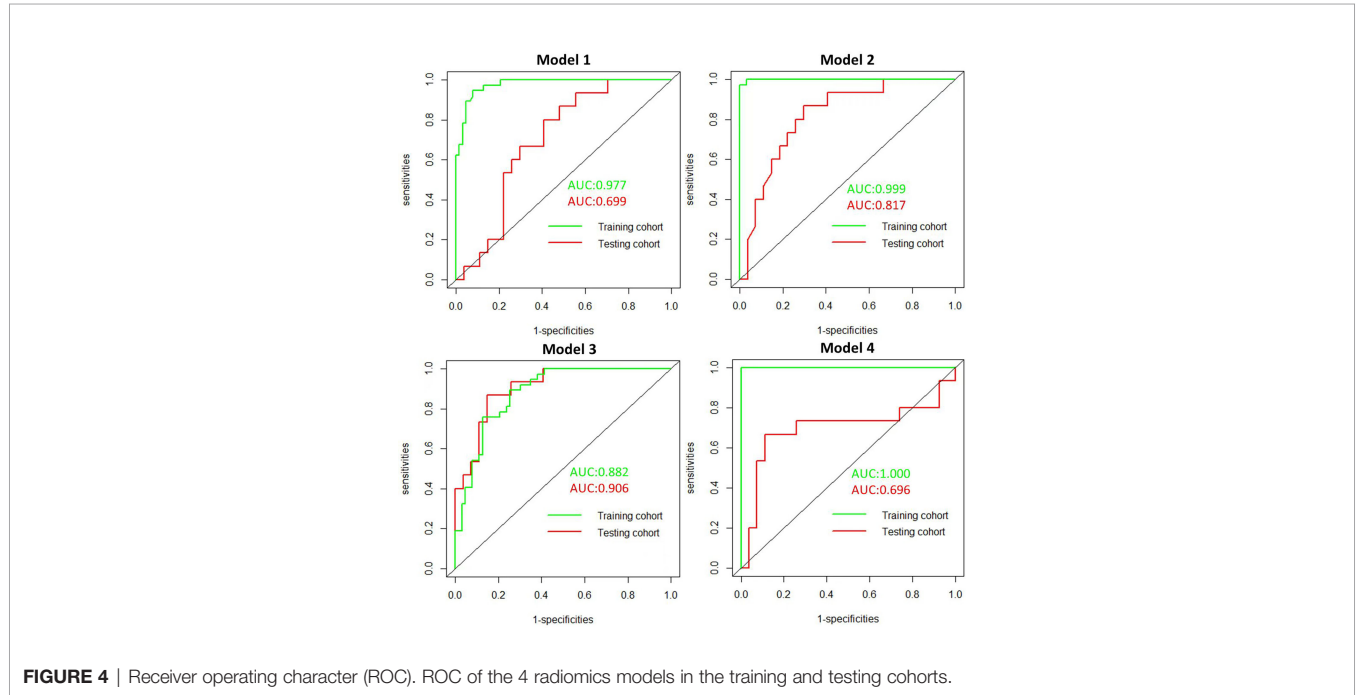 Model 1
sensitivities
1.0
0.8
0.6
0.4
0.2
0.0
AUC:0.977
AUC:0.699
Training cohort
Testing cohort
0.0 0.2 0.4 0.6 0.8 1.0
1-specificities
Model 2
sensitivities
1.0
0.8
0.6
0.4
0.2
0.0
AUC:0.999
AUC:0.817
Training cohort
Testing cohort
0.0 0.2 0.4 0.6 0.8 1.0
1-specificities
Model 3
sensitivities
1.0
0.8
0.6
0.4
0.2
0.0
AUC:0.882
AUC:0.906
Training cohort
Testing cohort
0.0 0.2 0.4 0.6 0.8 1.0
1-specificities
Model 4
sensitivities
1.0
0.8
0.6
0.4
0.2
0.0
AUC:1.000
AUC:0.696
Training cohort
Testing cohort
0.0 0.2 0.4 0.6 0.8 1.0
1-specificities
FIGURE 4 | Receiver operating character (ROC). ROC of the 4 radiomics models in the training and testing cohorts.